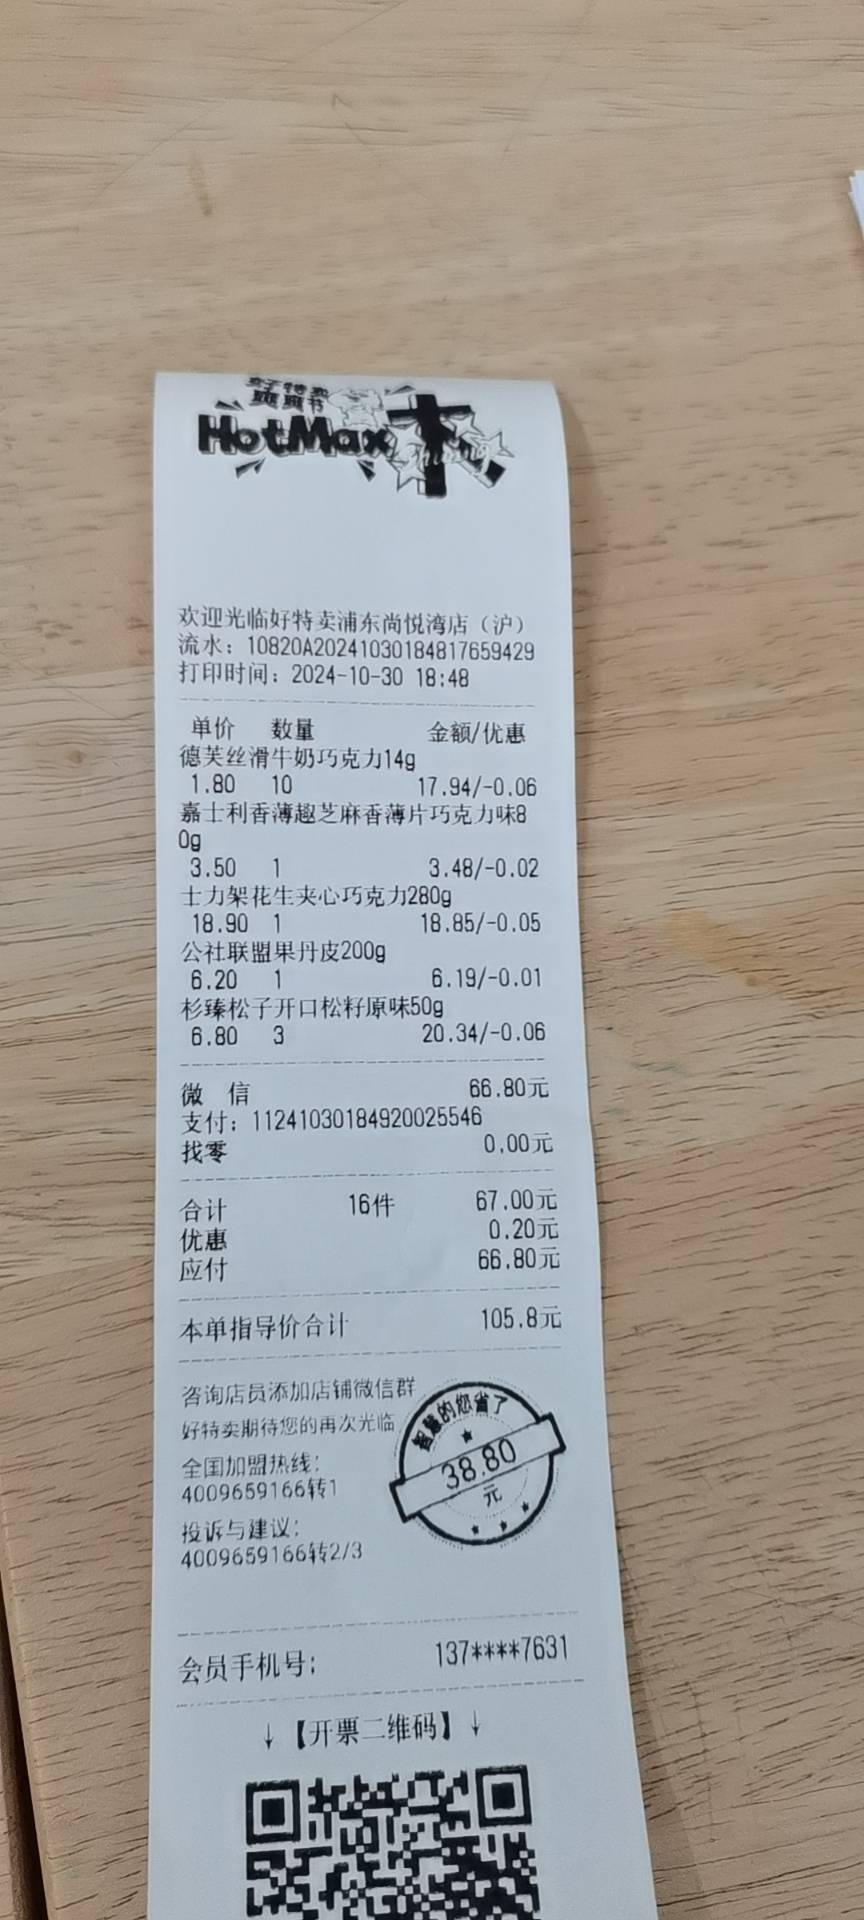 好子特卖
爽爽节
HotMax
欢迎光临好特卖浦东尚悦湾店（沪）
流水：10820A20241030184817659429
打印时间：2024-10-30 18:48
单价 数量 金额/优惠
德芙丝滑牛奶巧克力14g
1.80 10 17.94/-0.06
嘉士利香薄趣芝麻香薄片巧克力味8
0g
3.50 1 3.48/-0.02
士力架花生夹心巧克力280g
18.90 1 18.85/-0.05
公社联盟果丹皮200g
6.20 1 6.19/-0.01
杉臻松子开口松籽原味50g
6.80 3 20.34/-0.06
微 信 66.80元
支付：11241030184920025546
找零 0.00元
合计 16件 67.00元
优惠 0.20元
应付 66.80元
本单指导价合计 105.8元
咨询店员添加店铺微信群
好特卖期待您的再次光临
智慧的您省了
38.80
元
全国加盟热线：
4009659166转1
投诉与建议：
4009659166转2/3
会员手机号： 137****7631
↓【开票二维码】↓